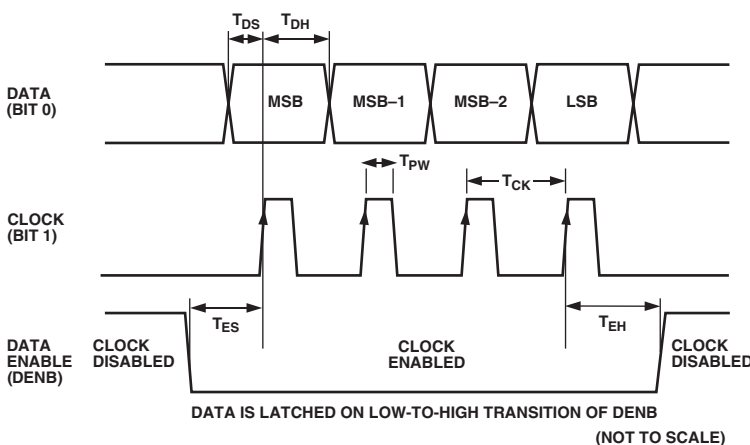 TDS TDH
DATA
(BIT 0)
MSB MSB–1 MSB–2 LSB
TPW
TCK
CLOCK
(BIT 1)
TES
TEH
DATA
ENABLE
(DENB)
CLOCK
DISABLED
CLOCK
ENABLED
CLOCK
DISABLED
DATA IS LATCHED ON LOW-TO-HIGH TRANSITION OF DENB
(NOT TO SCALE)